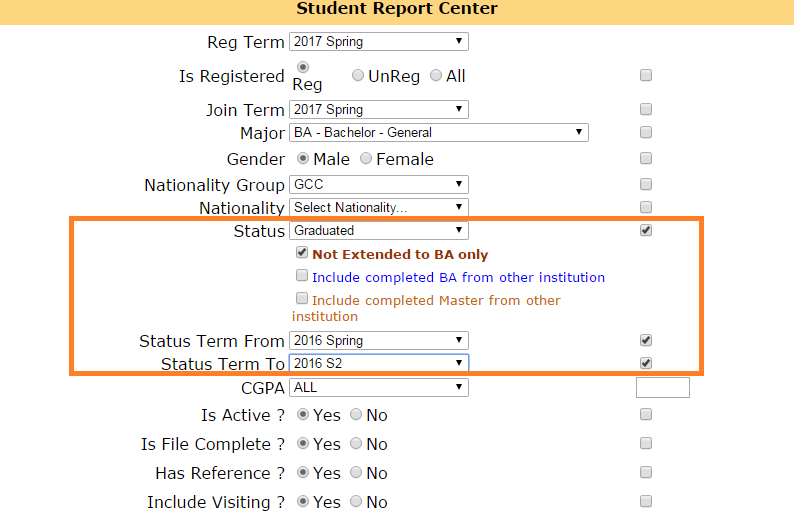 Student Report Center
Reg Term 2017 Spring
Is Registered Reg UnReg All
Join Term 2017 Spring
Major BA - Bachelor - General
Gender Male Female
Nationality Group GCC
Nationality Select Nationality...
Status Graduated
Not Extended to BA only
Include completed BA from other institution
Include completed Master from other
institution
Status Term From 2016 Spring
Status Term To 2016 S2
CGPA ALL
Is Active ? Yes No
Is File Complete ? Yes No
Has Reference ? Yes No
Include Visiting ? Yes No